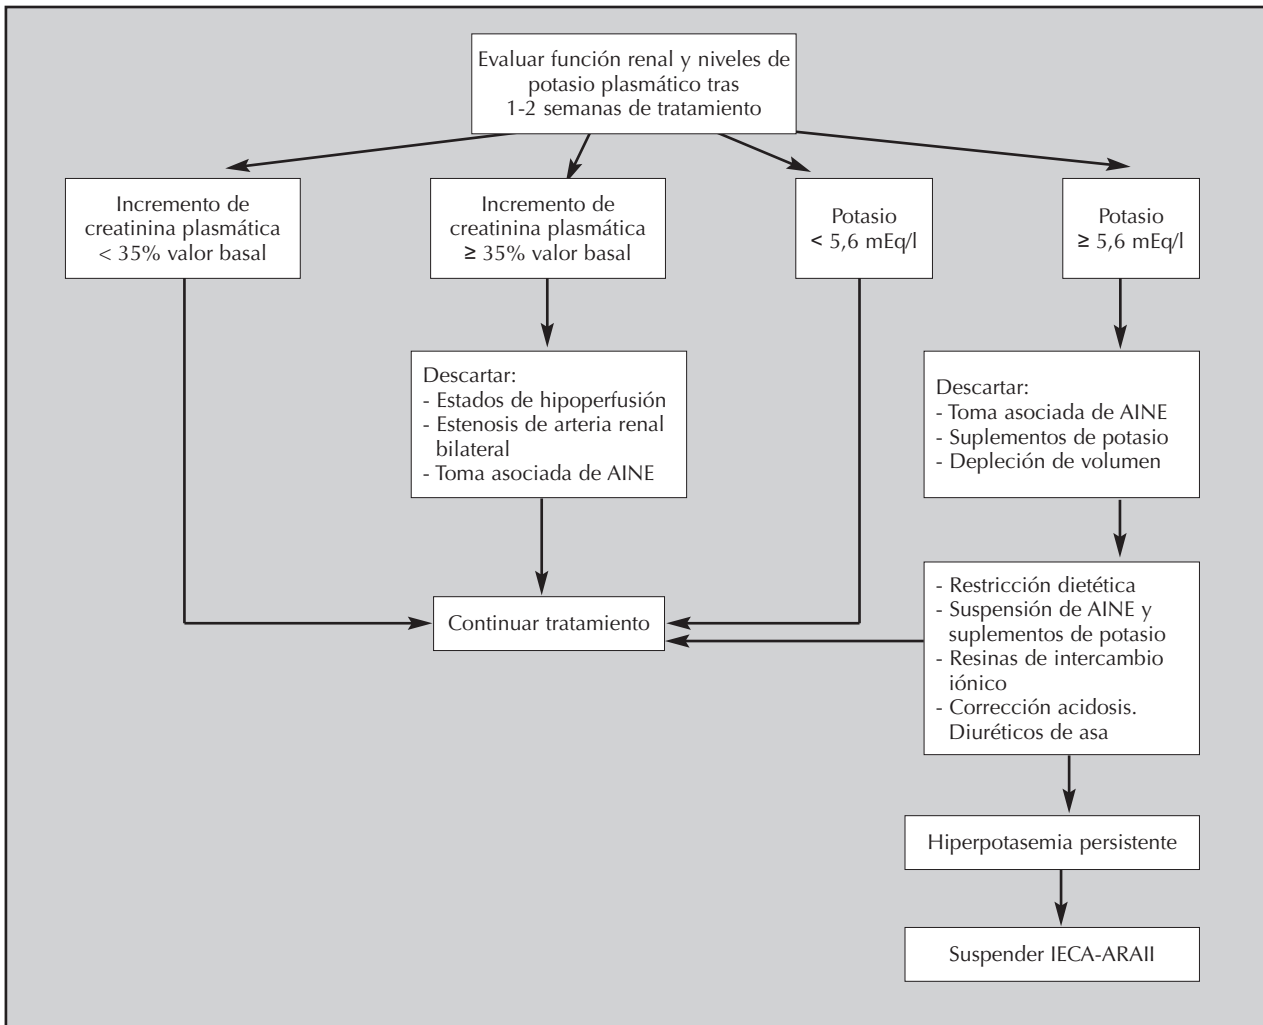 Evaluar función renal y niveles de
potasio plasmático tras
1-2 semanas de tratamiento
Incremento de
creatinina plasmática
< 35% valor basal
Incremento de
creatinina plasmática
≥ 35% valor basal
Potasio
< 5,6 mEq/l
Potasio
≥ 5,6 mEq/l
Descartar:
- Estados de hipoperfusión
- Estenosis de arteria renal
bilateral
- Toma asociada de AINE
Descartar:
- Toma asociada de AINE
- Suplementos de potasio
- Depleción de volumen
Continuar tratamiento
- Restricción dietética
- Suspensión de AINE y
suplementos de potasio
- Resinas de intercambio
iónico
- Corrección acidosis.
Diuréticos de asa
Hiperpotasemia persistente
Suspender IECA-ARAII